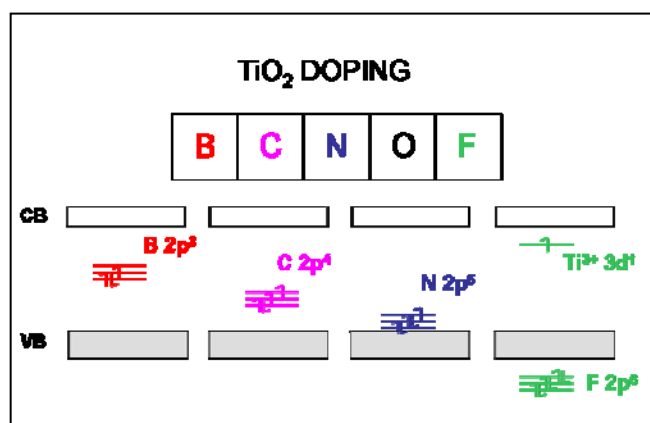 TiO₂ DOPING
B C N O F
CB
B 2p³
C 2p⁴
N 2p⁵
Ti³⁺ 3d¹
VB
F 2p⁶